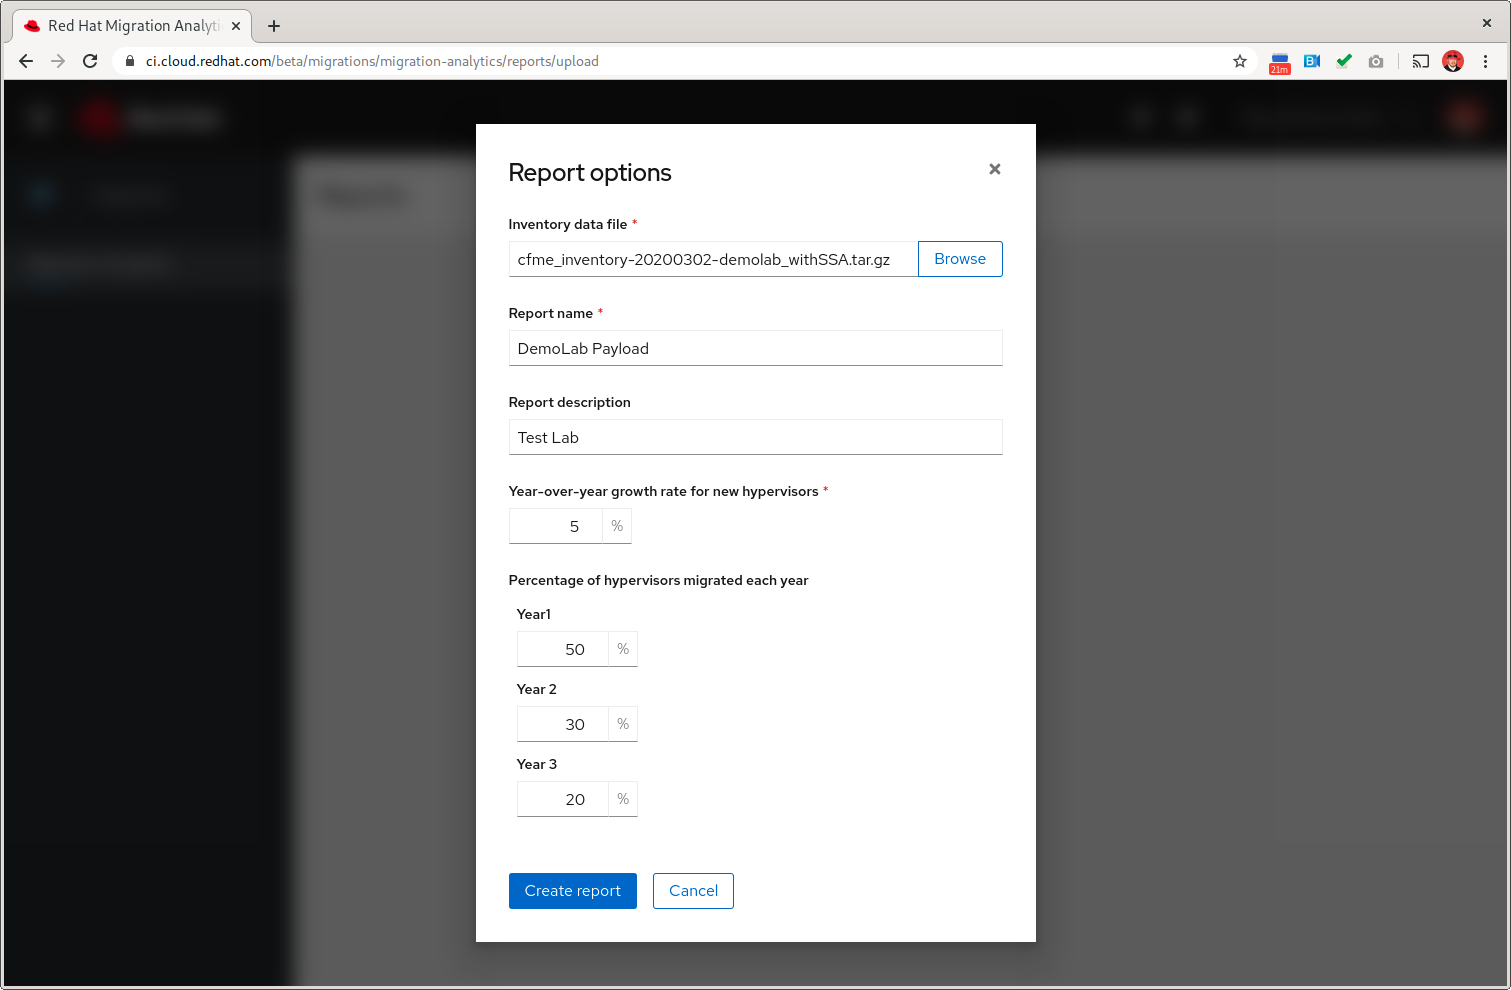 Red Hat Migration Analyti
ci.cloud.redhat.com/beta/migrations/migration-analytics/reports/upload
21m
B
Report options
Inventory data file *
cfme_inventory-20200302-demolab_withSSA.tar.gz
Browse
Report name *
DemoLab Payload
Report description
Test Lab
Year-over-year growth rate for new hypervisors *
5 %
Percentage of hypervisors migrated each year
Year1
50 %
Year 2
30 %
Year 3
20 %
Create report Cancel